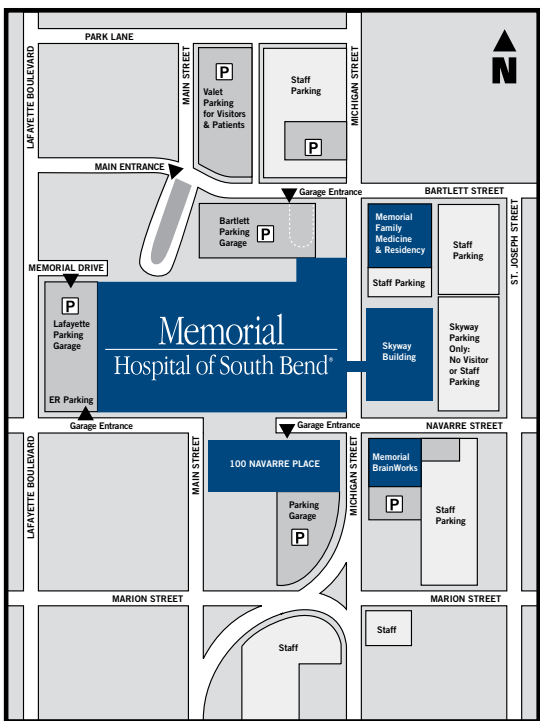 PARK LANE
LAFAYETTE BOULEVARD
MAIN STREET
MICHIGAN STREET
N
P
Valet
Parking
for Visitors
& Patients
Staff
Parking
P
MAIN ENTRANCE
Garage Entrance
BARTLETT STREET
ST. JOSEPH STREET
Bartlett
Parking
Garage
P
Memorial
Family
Medicine
& Residency
Staff
Parking
Staff Parking
MEMORIAL DRIVE
P
Lafayette
Parking
Garage
ER Parking
Memorial
Hospital of South Bend®
Skyway
Building
Skyway
Parking
Only:
No Visitor
or Staff
Parking
Garage Entrance
Garage Entrance
NAVARRE STREET
LAFAYETTE BOULEVARD
MAIN STREET
100 NAVARRE PLACE
MICHIGAN STREET
Memorial
BrainWorks
P
Parking
Garage
P
Staff
Parking
MARION STREET
MARION STREET
Staff
Staff